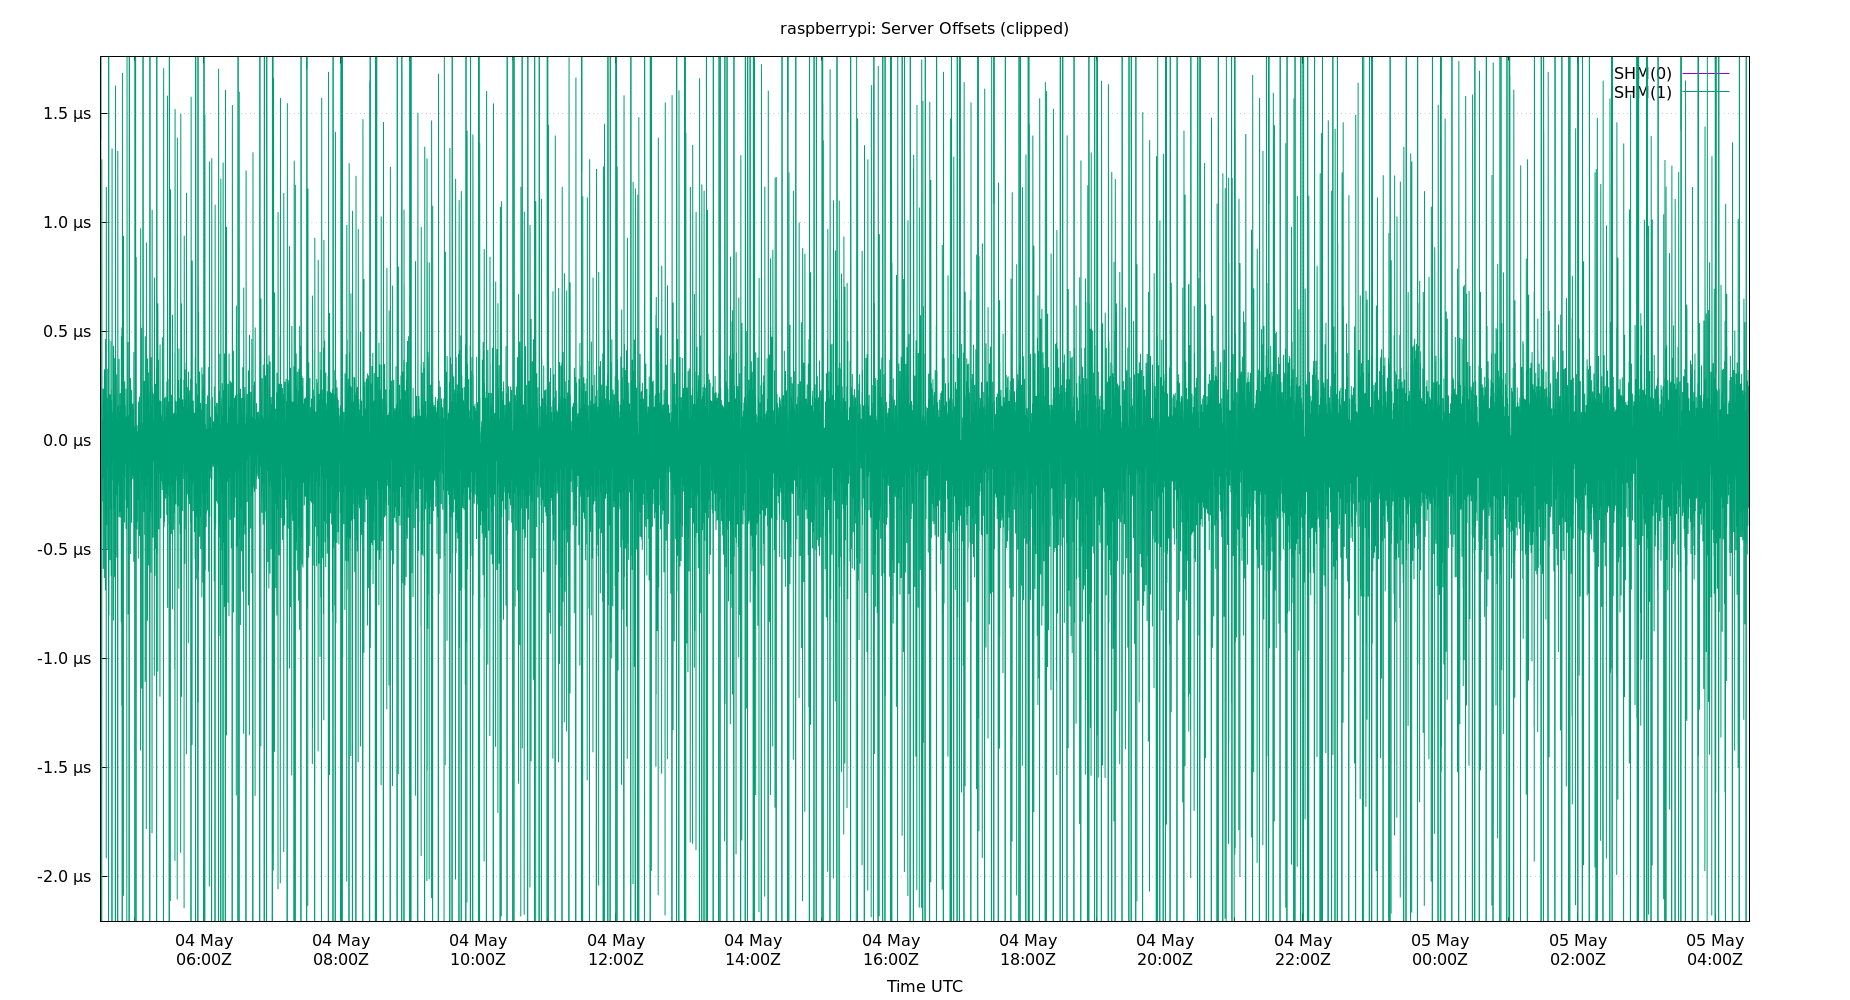 raspberrypi: Server Offsets (clipped)
SHM(0)
SHM(1)
1.5 µs
1.0 µs
0.5 µs
0.0 µs
-0.5 µs
-1.0 µs
-1.5 µs
-2.0 µs
04 May 04 May 04 May 04 May 04 May 04 May 04 May 04 May 04 May 05 May 05 May 05 May
06:00Z 08:00Z 10:00Z 12:00Z 14:00Z 16:00Z 18:00Z 20:00Z 22:00Z 00:00Z 02:00Z 04:00Z
Time UTC